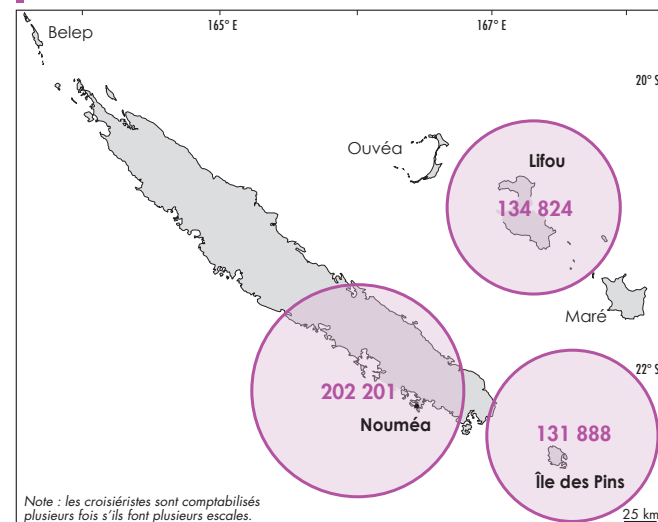 165° E
167° E
Belep
20° S
Ouvéa
Lifou
134 824
Maré
22° S
202 201
Nouméa
131 888
Île des Pins
Note : les croisiéristes sont comptabilisés
plusieurs fois s'ils font plusieurs escales.
25 km